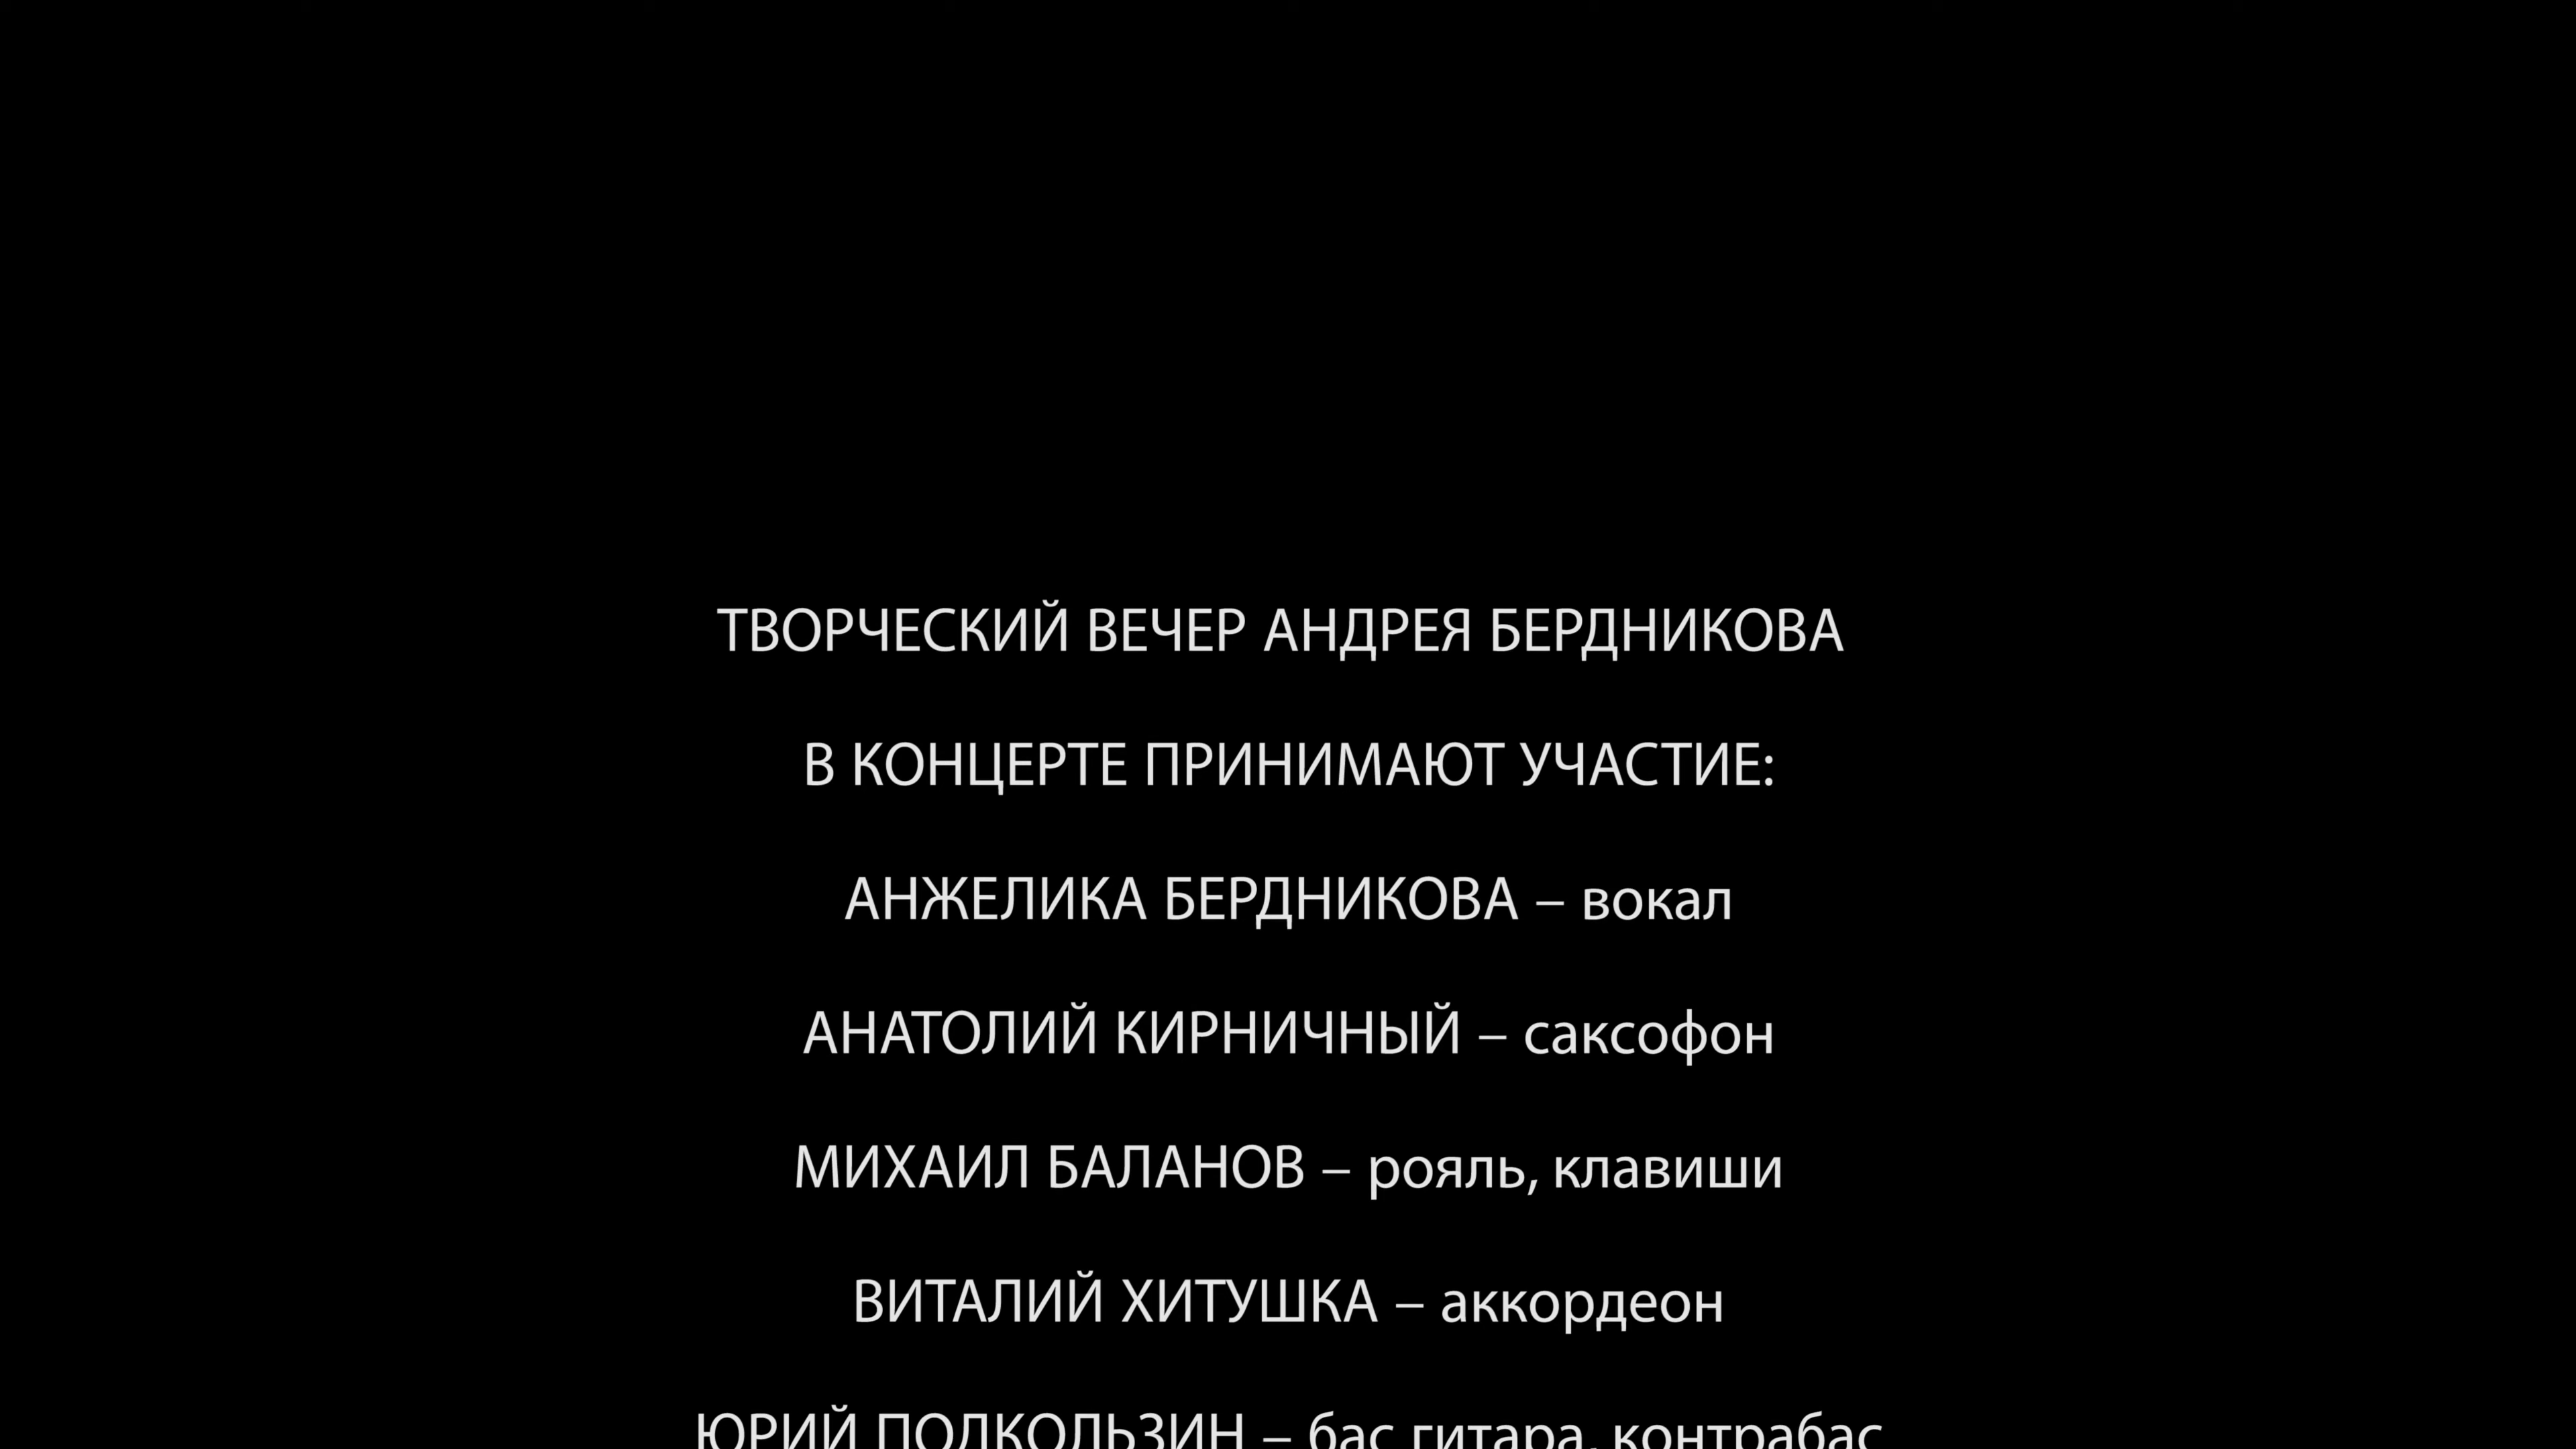 ТВОРЧЕСКИЙ ВЕЧЕР АНДРЕЯ БЕРДНИКОВА
В КОНЦЕРТЕ ПРИНИМАЮТ УЧАСТИЕ:
АНЖЕЛИКА БЕРДНИКОВА – вокал
АНАТОЛИЙ КИРНИЧНЫЙ – саксофон
МИХАИЛ БАЛАНОВ – рояль, клавиши
ВИТАЛИЙ ХИТУШКА – аккордеон
ЮРИЙ ПОДКОЛЬЗИН – бас гитара, контрабас